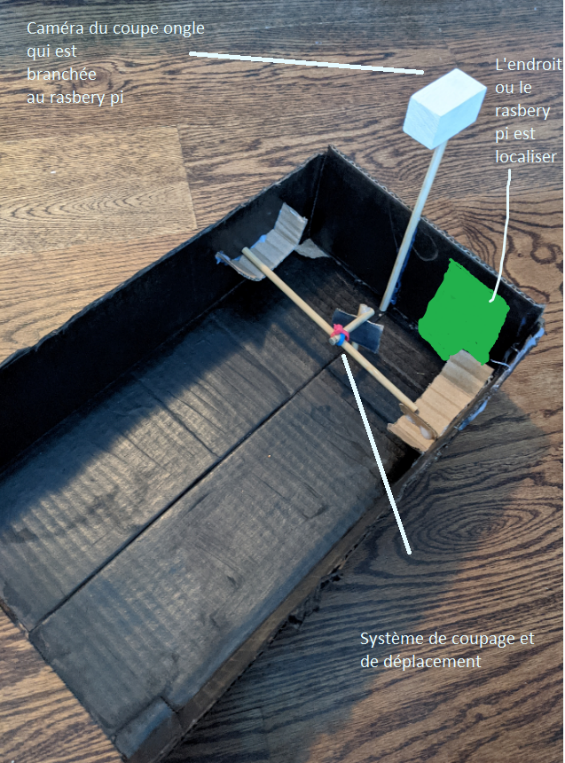 Caméra du coupe ongle
qui est
branchée
au rasbery pi
L'endroit
ou le
rasbery
pi est
localiser
Système de coupage et
de déplacement